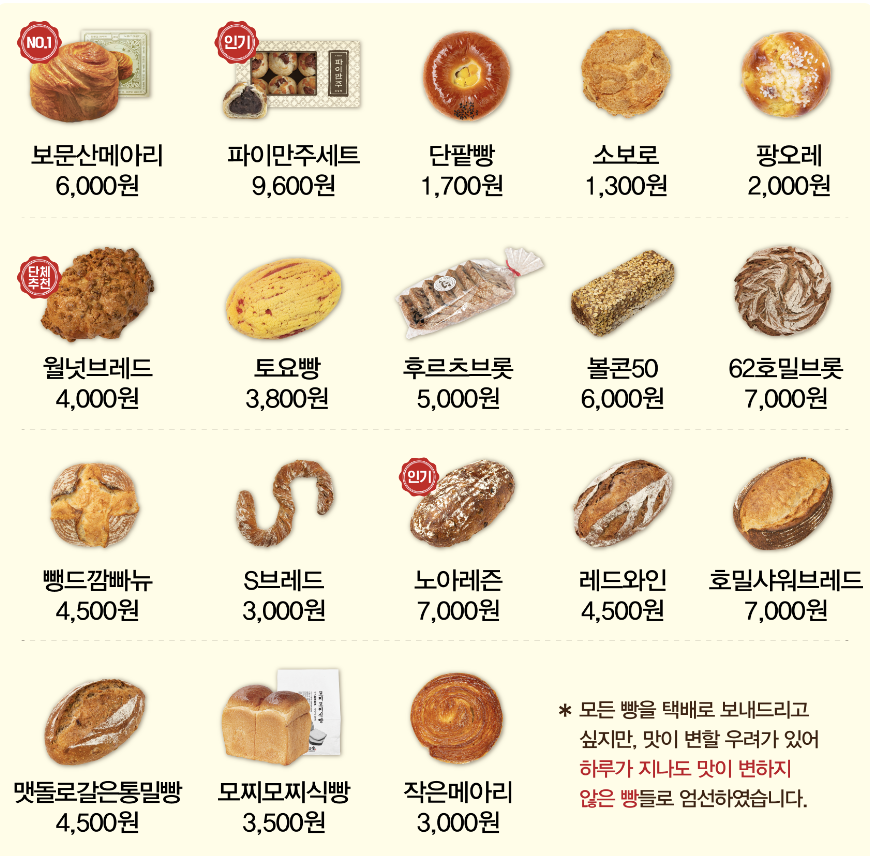 NO.1
인기
파이만주
보문산메아리
파이만주세트
단팥빵
소보로
팡오레
6,000원
9,600원
1,700원
1,300원
2,000원
단체
추천
월넛브레드
토요빵
후르츠브롯
볼콘50
62호밀브롯
4,000원
3,800원
5,000원
6,000원
7,000원
인기
뺑드깜빠뉴
S브레드
노아레즌
레드와인
호밀샤워브레드
4,500원
3,000원
7,000원
4,500원
7,000원
맷돌로갈은통밀빵
모찌모찌식빵
작은메아리
4,500원
3,500원
3,000원
* 모든 빵을 택배로 보내드리고
싶지만, 맛이 변할 우려가 있어
하루가 지나도 맛이 변하지
않은 빵들로 엄선하였습니다.